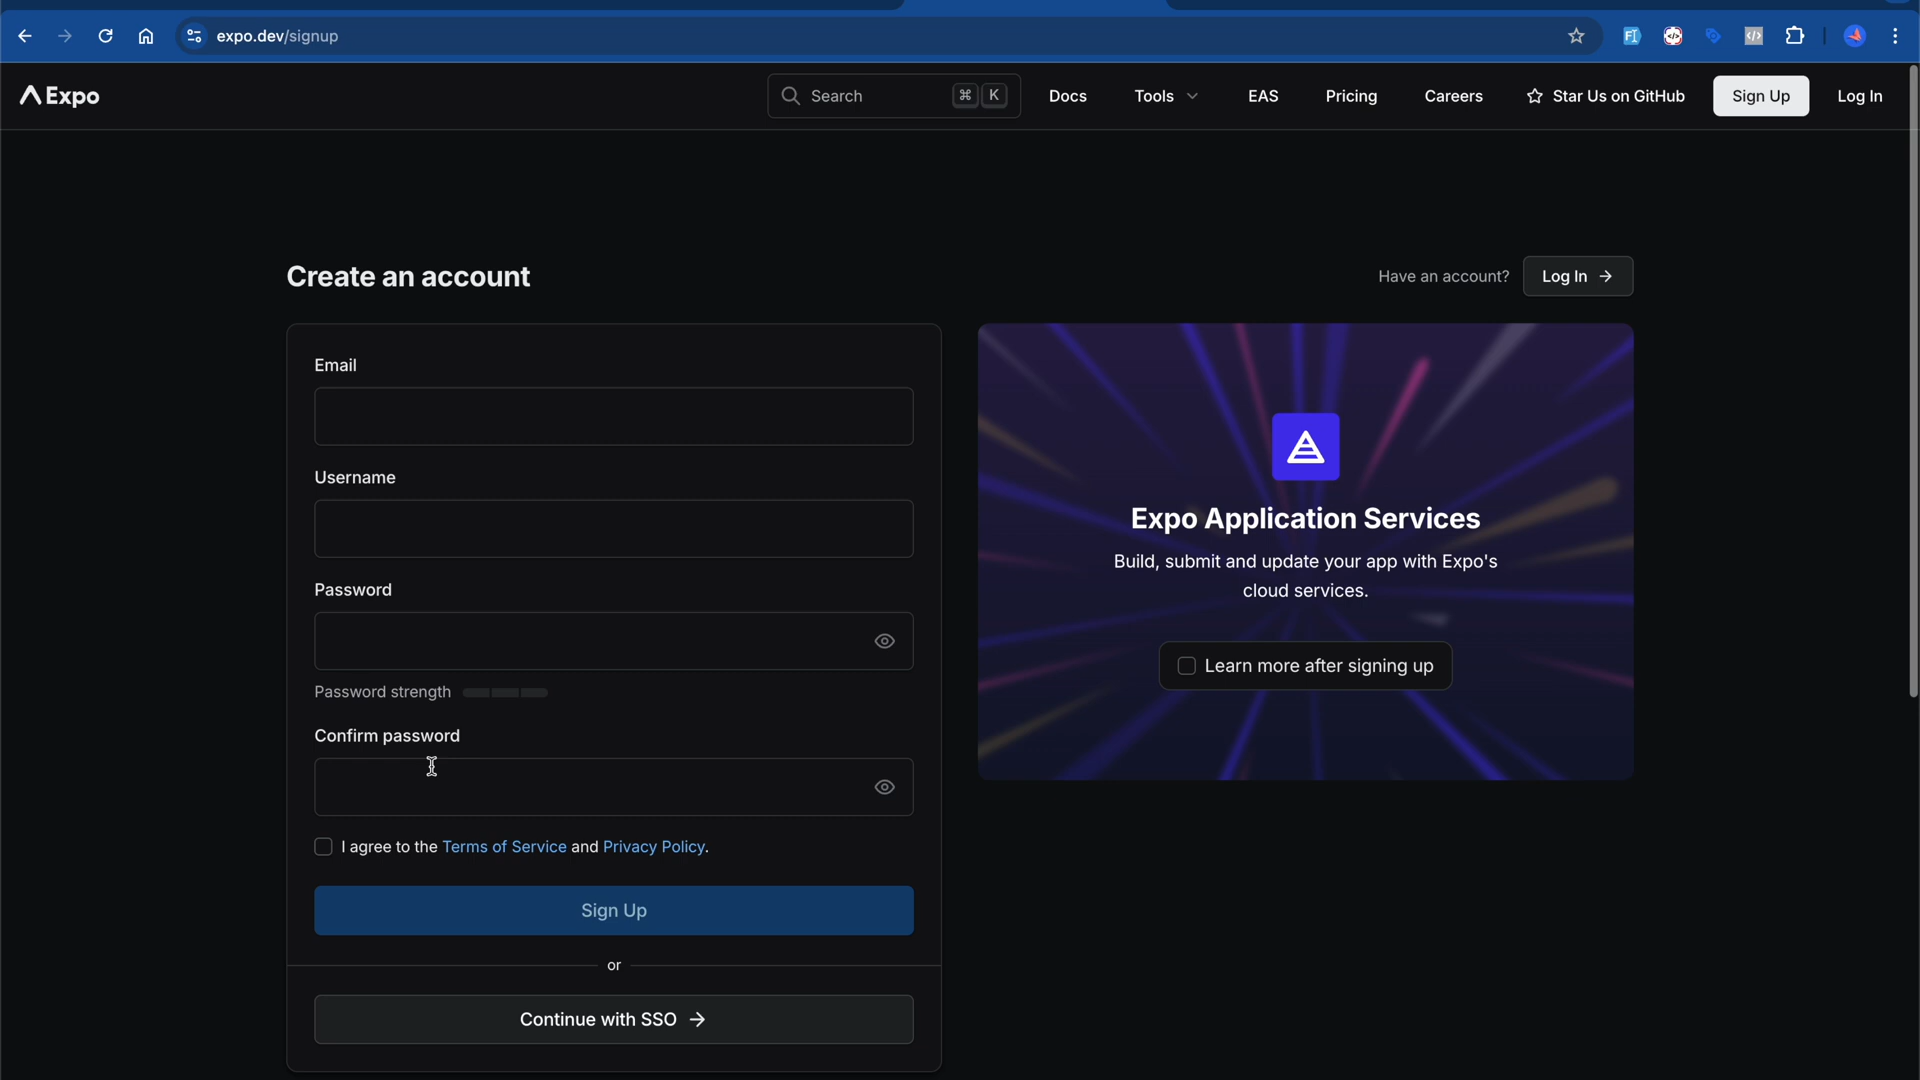 expo.dev/signup
Expo
Search ⌘ K
Docs
Tools
EAS
Pricing
Careers
Star Us on GitHub
Sign Up
Log In
Create an account
Have an account?
Log In →
Email
Username
Password
Password strength
Confirm password
I agree to the Terms of Service and Privacy Policy.
Sign Up
or
Continue with SSO →
Expo Application Services
Build, submit and update your app with Expo's
cloud services.
Learn more after signing up